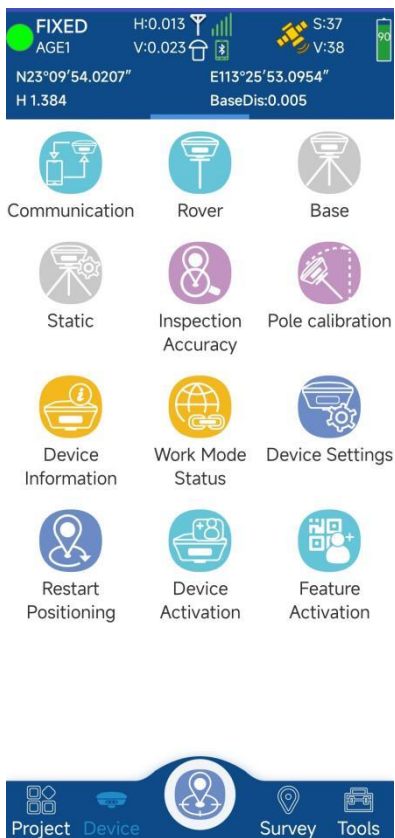 FIXED H:0.013 S:37
AGE1 V:0.023 V:38
90
N23°09′54.0207″ E113°25′53.0954″
H 1.384 BaseDis:0.005
Communication Rover Base
Static Inspection Accuracy Pole calibration
Device Information Work Mode Status Device Settings
Restart Positioning Device Activation Feature Activation
Project Device Survey Tools